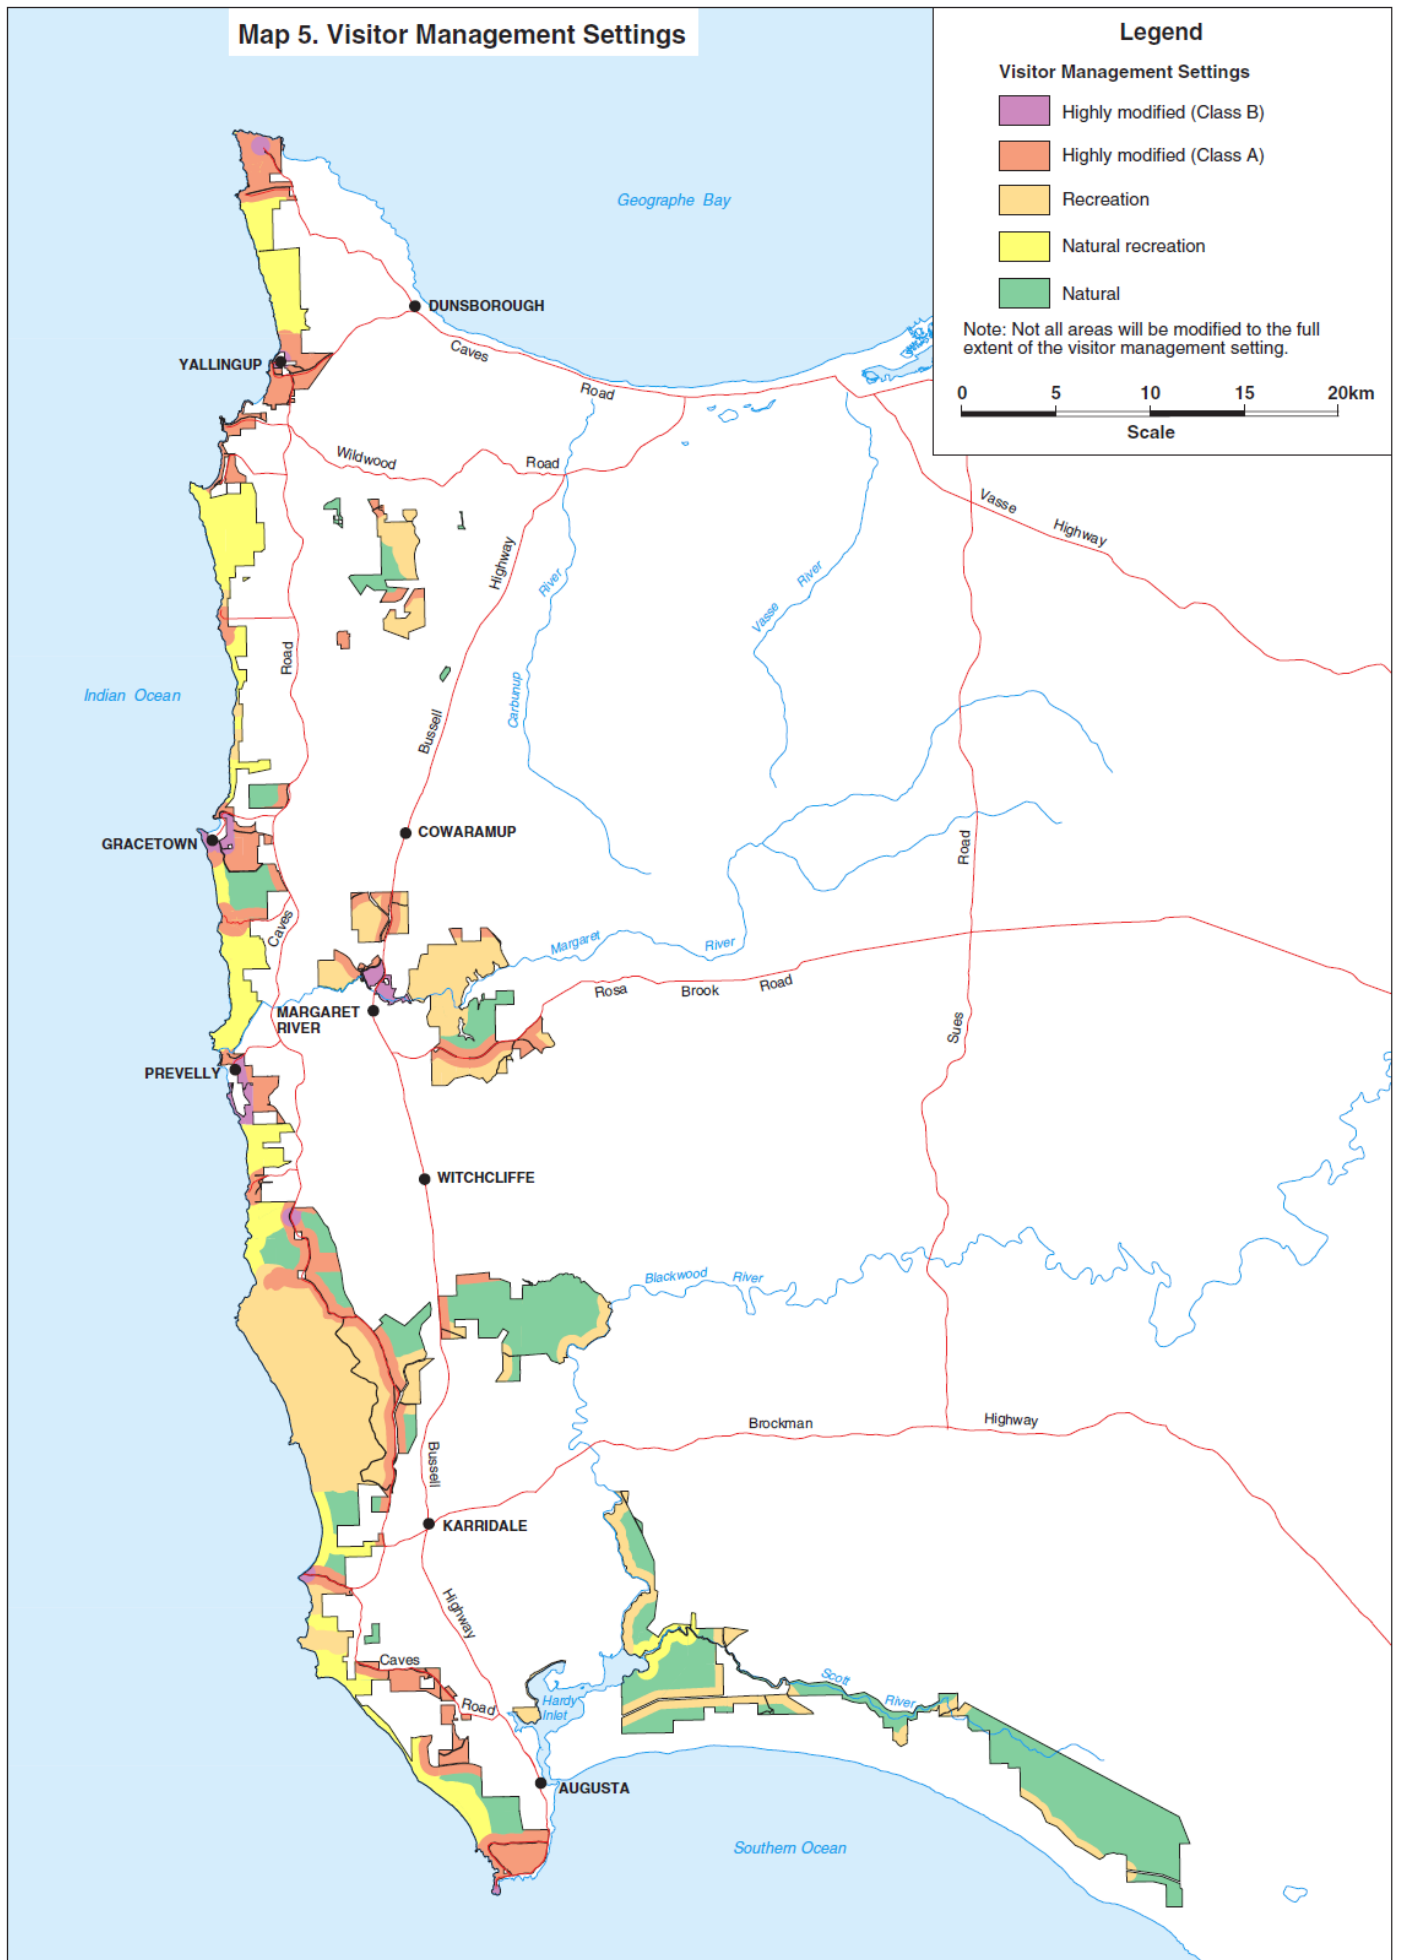 Map 5. Visitor Management Settings
Legend
Visitor Management Settings
Highly modified (Class B)
Highly modified (Class A)
Recreation
Natural recreation
Natural
Note: Not all areas will be modified to the full
extent of the visitor management setting.
0 5 10 15 20km
Scale
Geographe Bay
DUNSBOROUGH
YALLINGUP
Caves
Road
Wildwood
Road
Vasse
Highway
Highway
River
River
Vasse
Road
Indian Ocean
Carbunup
Bussell
COWARAMUP
GRACETOWN
Road
Caves
Margaret
River
Rosa
Brook
Road
MARGARET
RIVER
Sues
PREVELLY
WITCHCLIFFE
Blackwood
River
Brockman
Highway
Bussell
KARRIDALE
Highway
Caves
Road
Hardy
Inlet
Scott
River
AUGUSTA
Southern Ocean